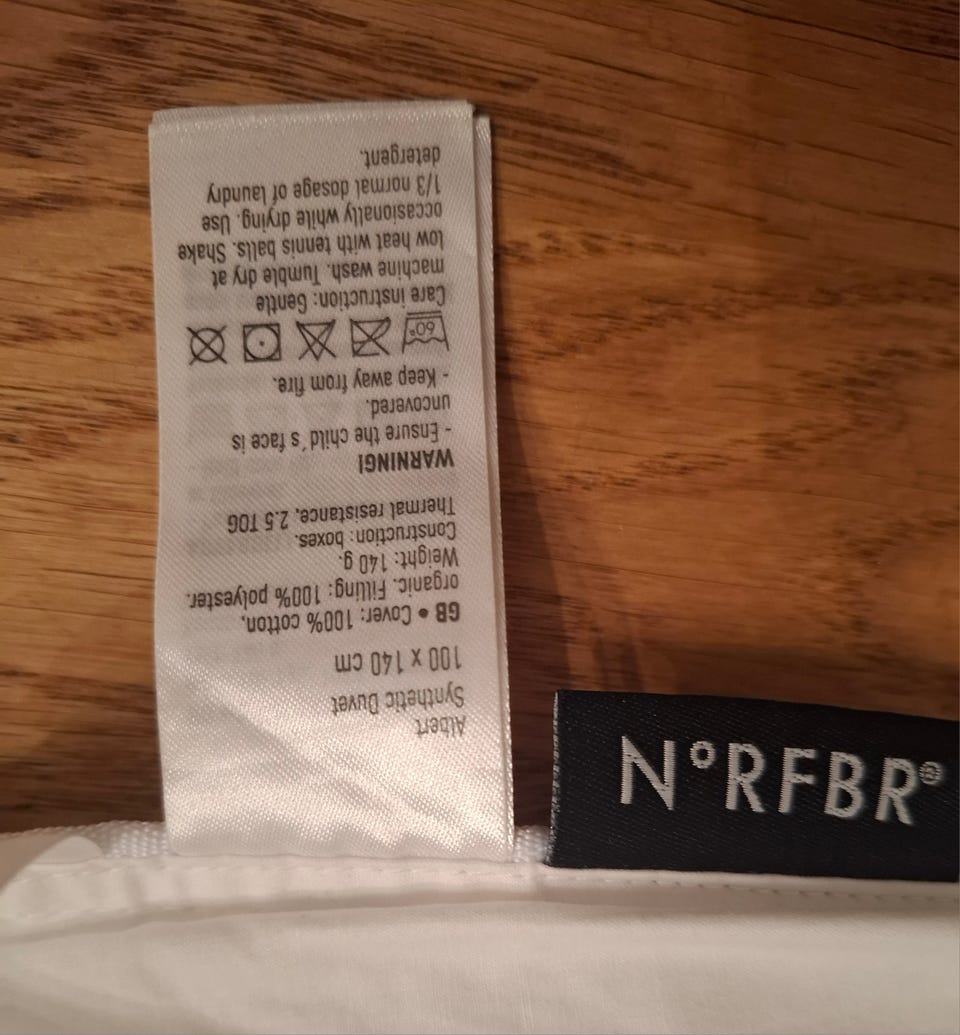 Albert
Synthetic Duvet
100 x 140 cm
GB • Cover: 100% cotton,
organic. Filling: 100% polyester.
Weight: 140 g.
Construction: boxes.
Thermal resistance, 2.5 TOG
WARNING!
- Ensure the child´s face is
uncovered.
- Keep away from fire.
60°
Care instruction: Gentle
machine wash. Tumble dry at
low heat with tennis balls. Shake
occasionally while drying. Use
1/3 normal dosage of laundry
detergent.
N°RFBR®